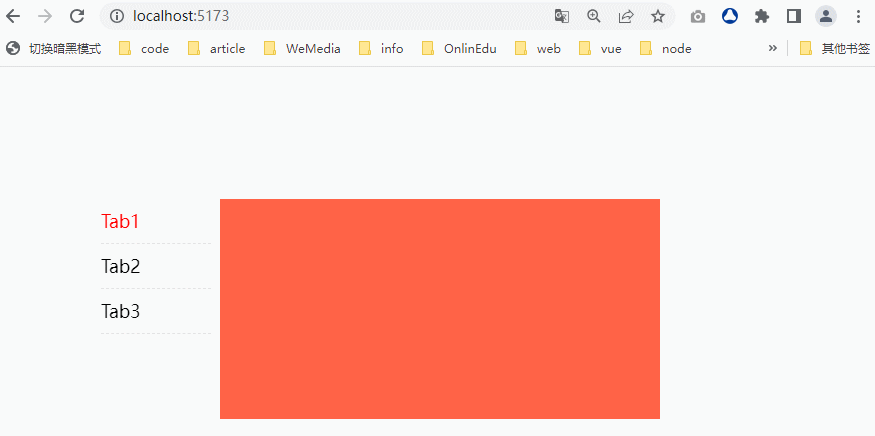 localhost:5173
切换暗黑模式 code article WeMedia info OnlinEdu web vue node » 其他书签
Tab1
Tab2
Tab3